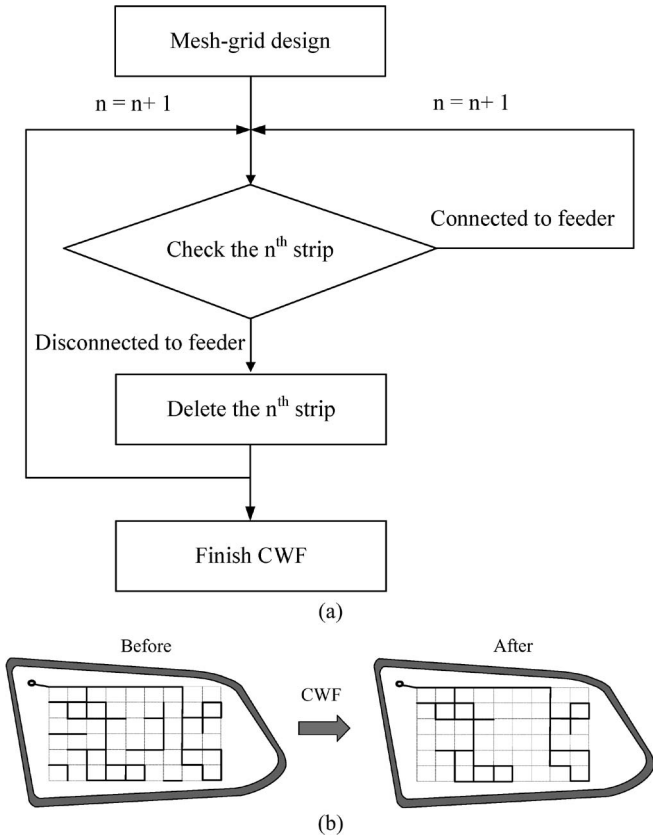 Mesh-grid design
n = n+ 1
n = n+ 1
Check the nth strip
Connected to feeder
Disconnected to feeder
Delete the nth strip
Finish CWF
(a)
Before
After
CWF
(b)